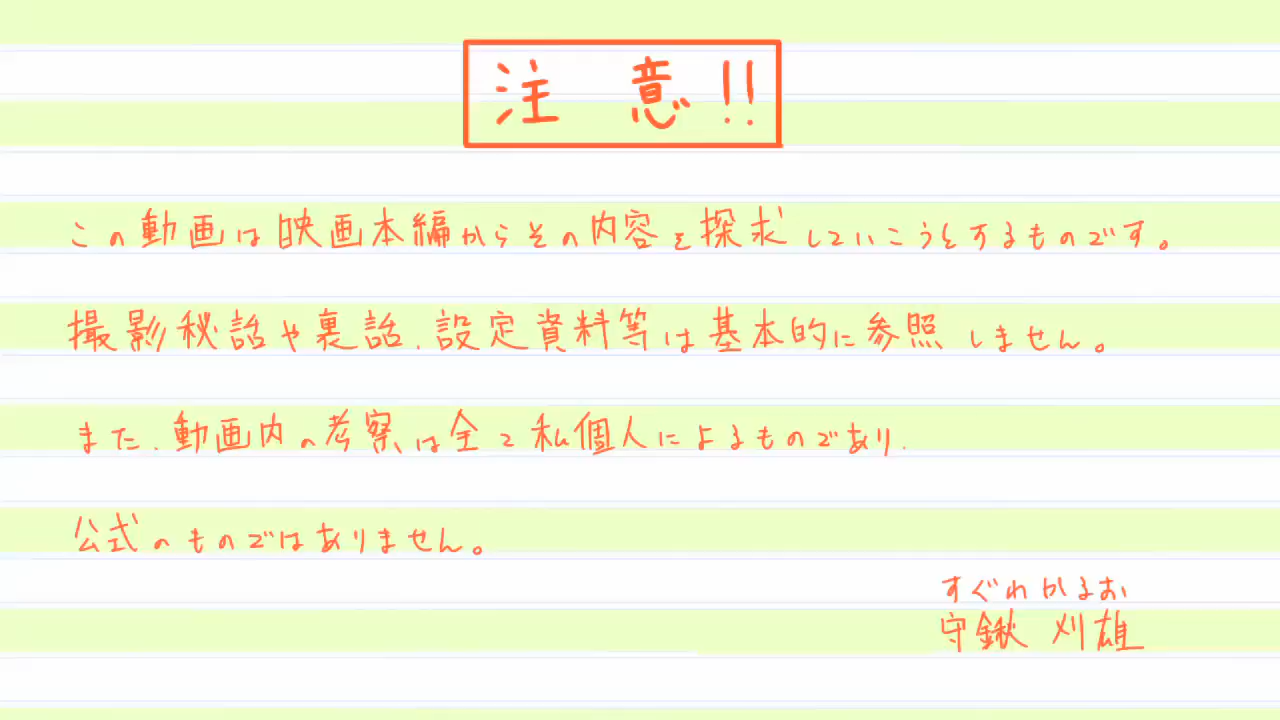 注意!!
この動画は映画本編からその内容を探求していこうとするものです。
撮影秘話や裏話、設定資料等は基本的に参照しません。
また、動画内の考察は全て私個人によるものであり、
公式のものではありません。
すぐわかるお
守鍬 刈雄